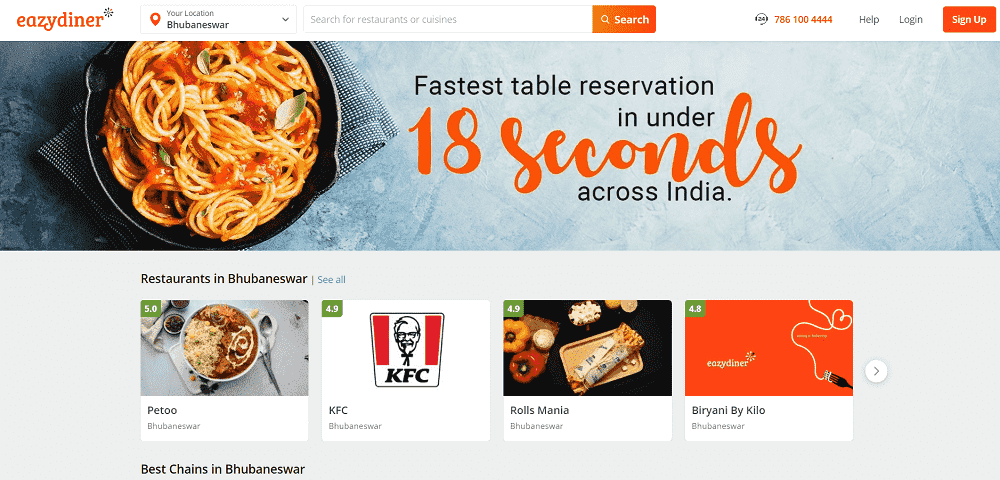 eazydiner
Your Location
Bhubaneswar
Search for restaurants or cuisines
Search
24
786 100 4444
Help
Login
Sign Up
Fastest table reservation
in under
18 seconds
across India.
Restaurants in Bhubaneswar | See all
5.0
4.9
KFC
4.9
4.8
eazydiner
Petoo
Bhubaneswar
KFC
Bhubaneswar
Rolls Mania
Bhubaneswar
Biryani By Kilo
Bhubaneswar
Best Chains in Bhubaneswar